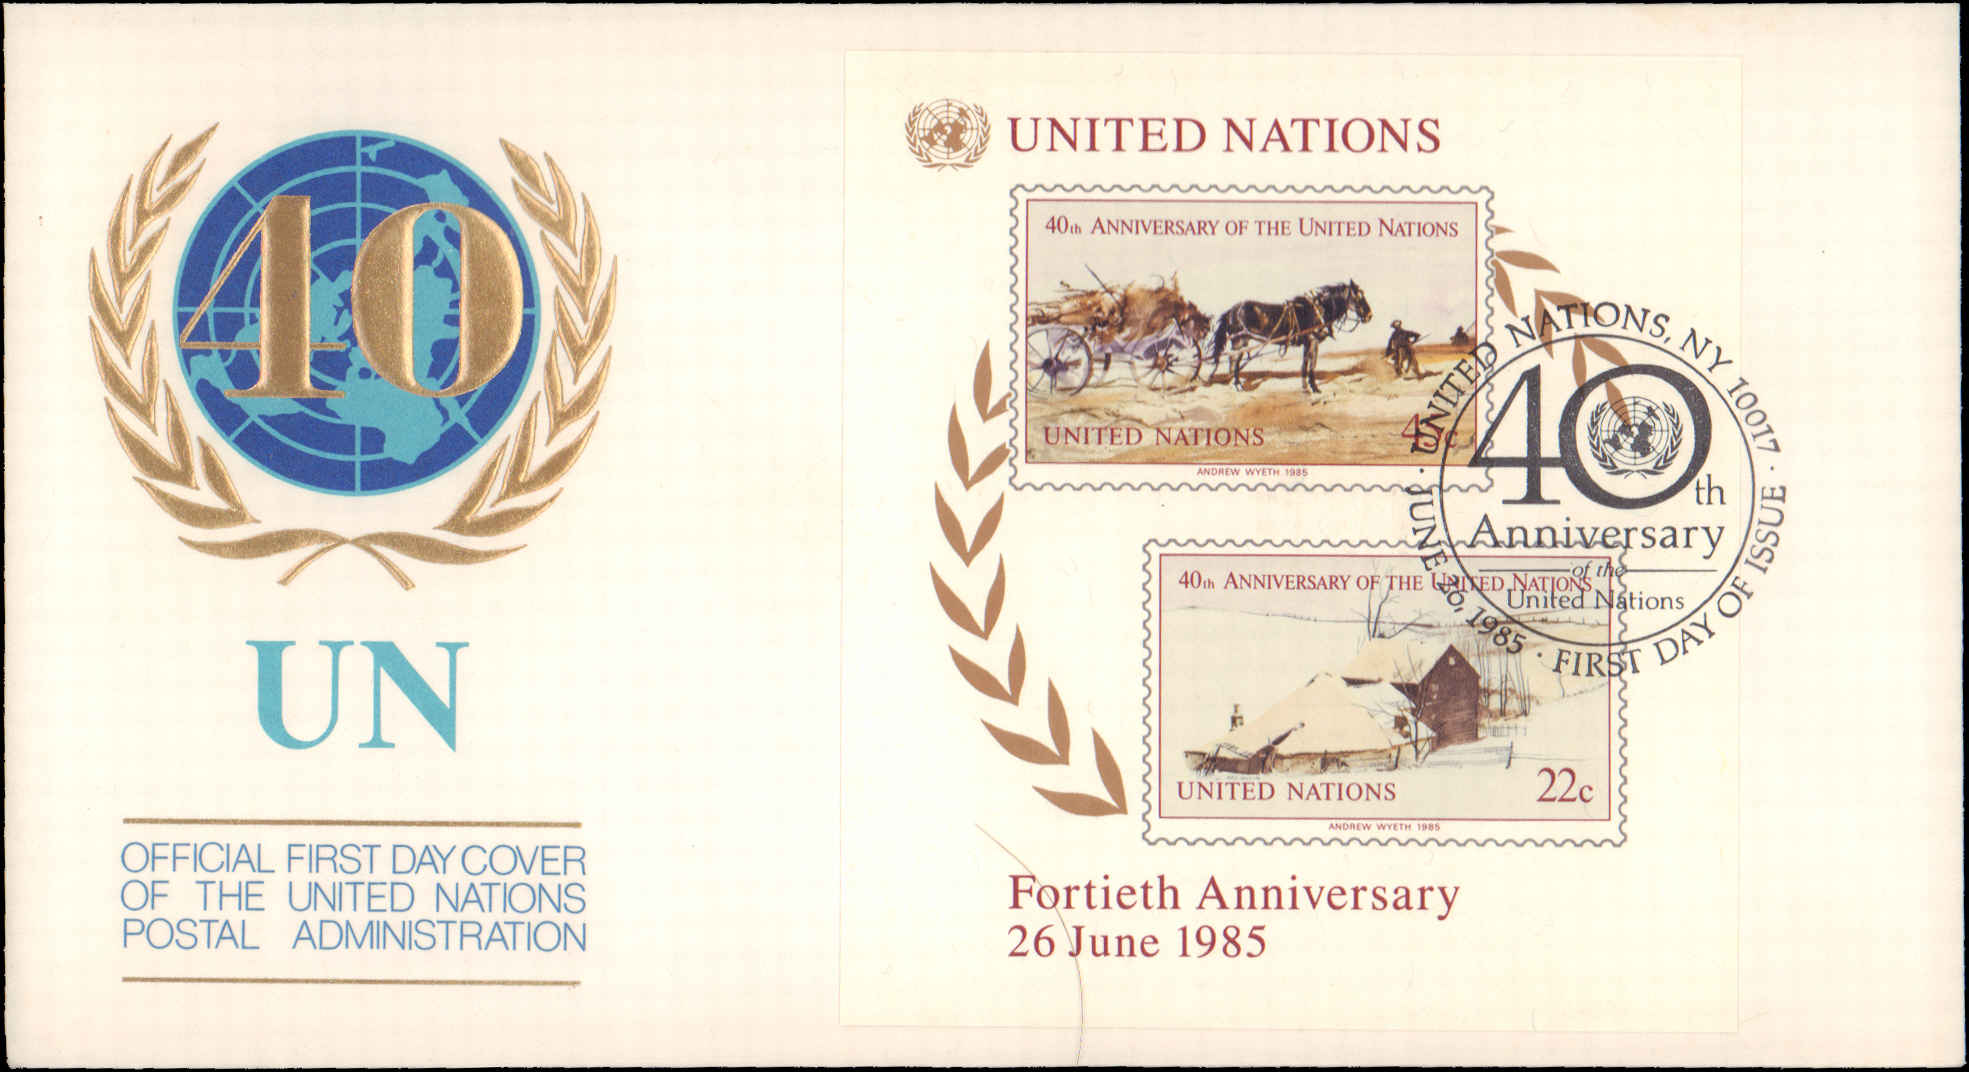 40
UN
OFFICIAL FIRST DAY COVER
OF THE UNITED NATIONS
POSTAL ADMINISTRATION
UNITED NATIONS
40th ANNIVERSARY OF THE UNITED NATIONS
UNITED NATIONS 45c
ANDREW WYETH 1985
40th ANNIVERSARY OF THE UNITED NATIONS
UNITED NATIONS 22c
ANDREW WYETH 1985
Fortieth Anniversary
26 June 1985
· UNITED NATIONS, NY 10017 ·
JUNE 26, 1985 · FIRST DAY OF ISSUE
40th
Anniversary
of the
United Nations